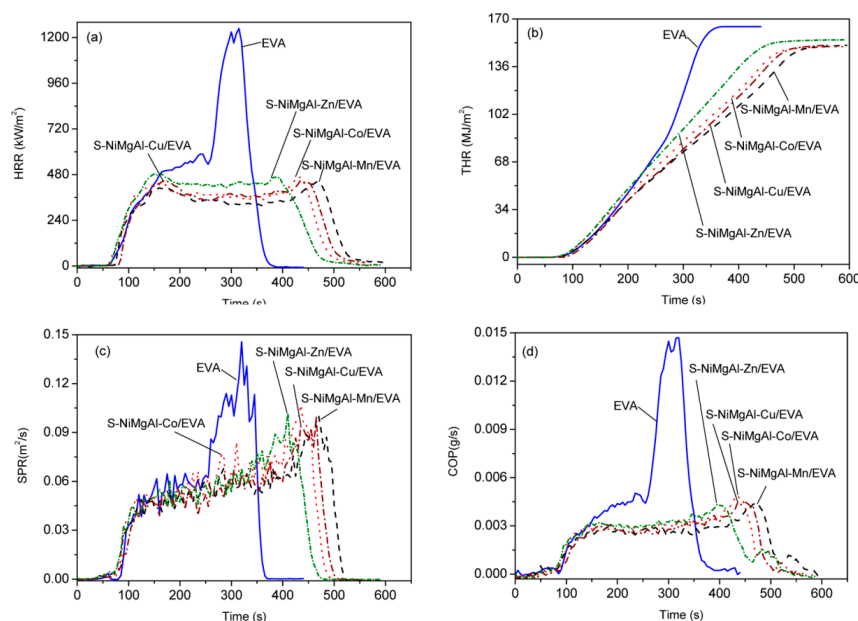 (a)
EVA
S-NiMgAl-Zn/EVA
S-NiMgAl-Co/EVA
S-NiMgAl-Cu/EVA
S-NiMgAl-Mn/EVA
HRR (kW/m²)
1200
960
720
480
240
0
0 100 200 300 400 500 600
Time (s)
(b)
EVA
S-NiMgAl-Mn/EVA
S-NiMgAl-Co/EVA
S-NiMgAl-Cu/EVA
S-NiMgAl-Zn/EVA
THR (MJ/m²)
170
136
102
68
34
0
0 100 200 300 400 500 600
Time (s)
(c)
EVA
S-NiMgAl-Zn/EVA
S-NiMgAl-Cu/EVA
S-NiMgAl-Mn/EVA
S-NiMgAl-Co/EVA
SPR(m²/s)
0.15
0.12
0.09
0.06
0.03
0.00
0 100 200 300 400 500 600
Time (s)
(d)
EVA
S-NiMgAl-Zn/EVA
S-NiMgAl-Cu/EVA
S-NiMgAl-Co/EVA
S-NiMgAl-Mn/EVA
COP(g/s)
0.015
0.012
0.009
0.006
0.003
0.000
0 100 200 300 400 500 600
Time (s)